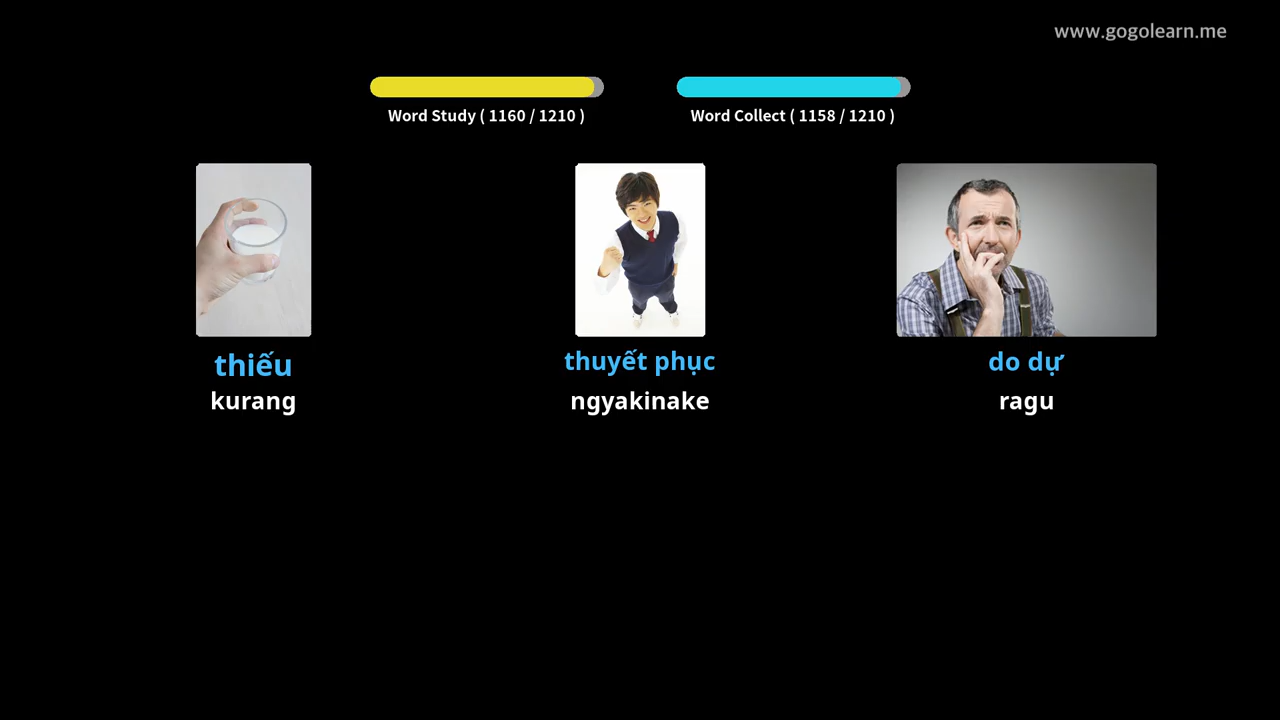 www.gogolearn.me
Word Study ( 1160 / 1210 )
Word Collect ( 1158 / 1210 )
thiếu
kurang
thuyết phục
ngyakinake
do dự
ragu